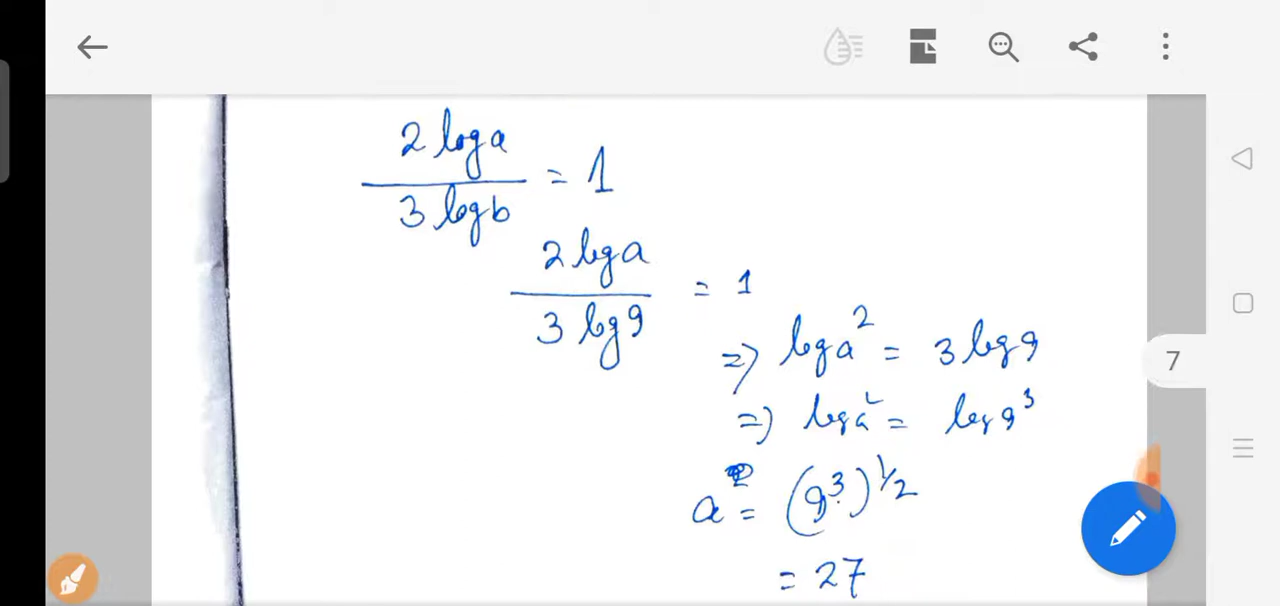 2 log a
3 log b
= 1
2 log a
3 log 9
= 1
=) log a² = 3 log 9
=) log a² = log 9³
a = (9³)^1/2
= 27
7